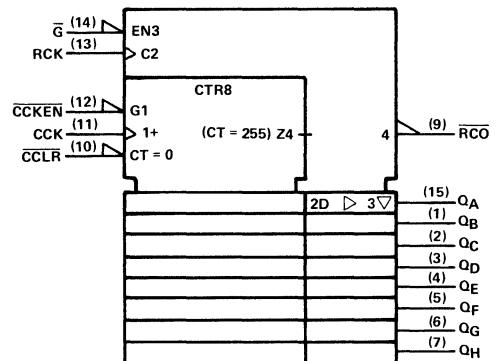 G (14) EN3
RCK (13) C2
CTR8
CCKEN (12) G1
CCK (11) 1+ (CT = 255) Z4 4 (9) RCO
CCLR (10) CT = 0
2D 3 (15) QA
(1) QB
(2) QC
(3) QD
(4) QE
(5) QF
(6) QG
(7) QH